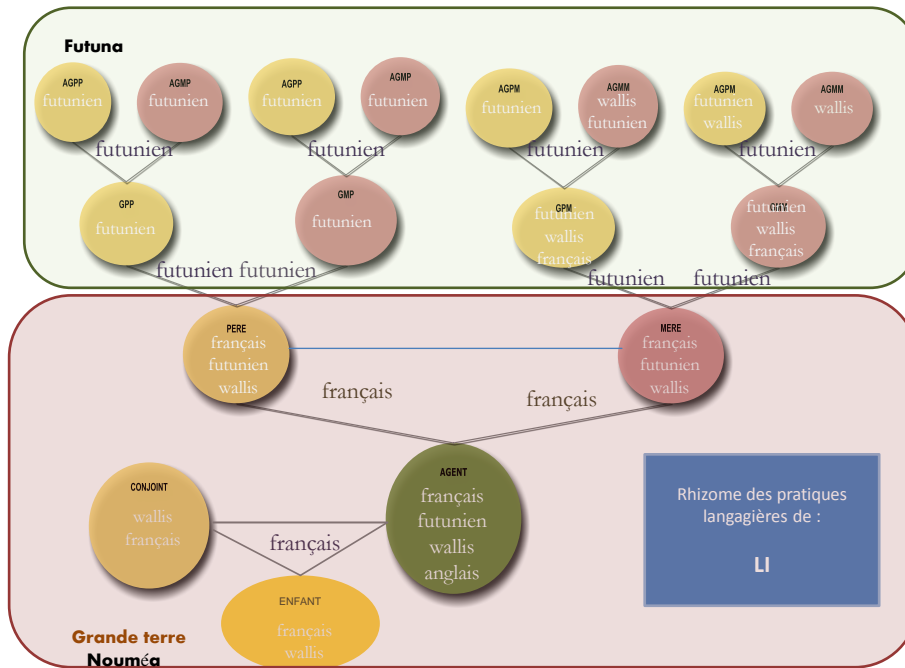 Futuna
AGPP
futunien
AGMP
futunien
AGPP
futunien
AGMP
futunien
AGPM
futunien
AGMM
wallis
futunien
AGPM
futunien
wallis
AGMM
wallis
futunien
futunien
futunien
futunien
GPP
futunien
GMP
futunien
GPM
futunien
wallis
français
futunien
wallis
français
futunien futunien
futunien
futunien
PERE
français
futunien
wallis
MERE
français
futunien
wallis
français
français
CONJOINT
wallis
français
AGENT
français
futunien
wallis
anglais
français
ENFANT
français
wallis
Rhizome des pratiques
langagières de :
LI
Grande terre
Nouméa